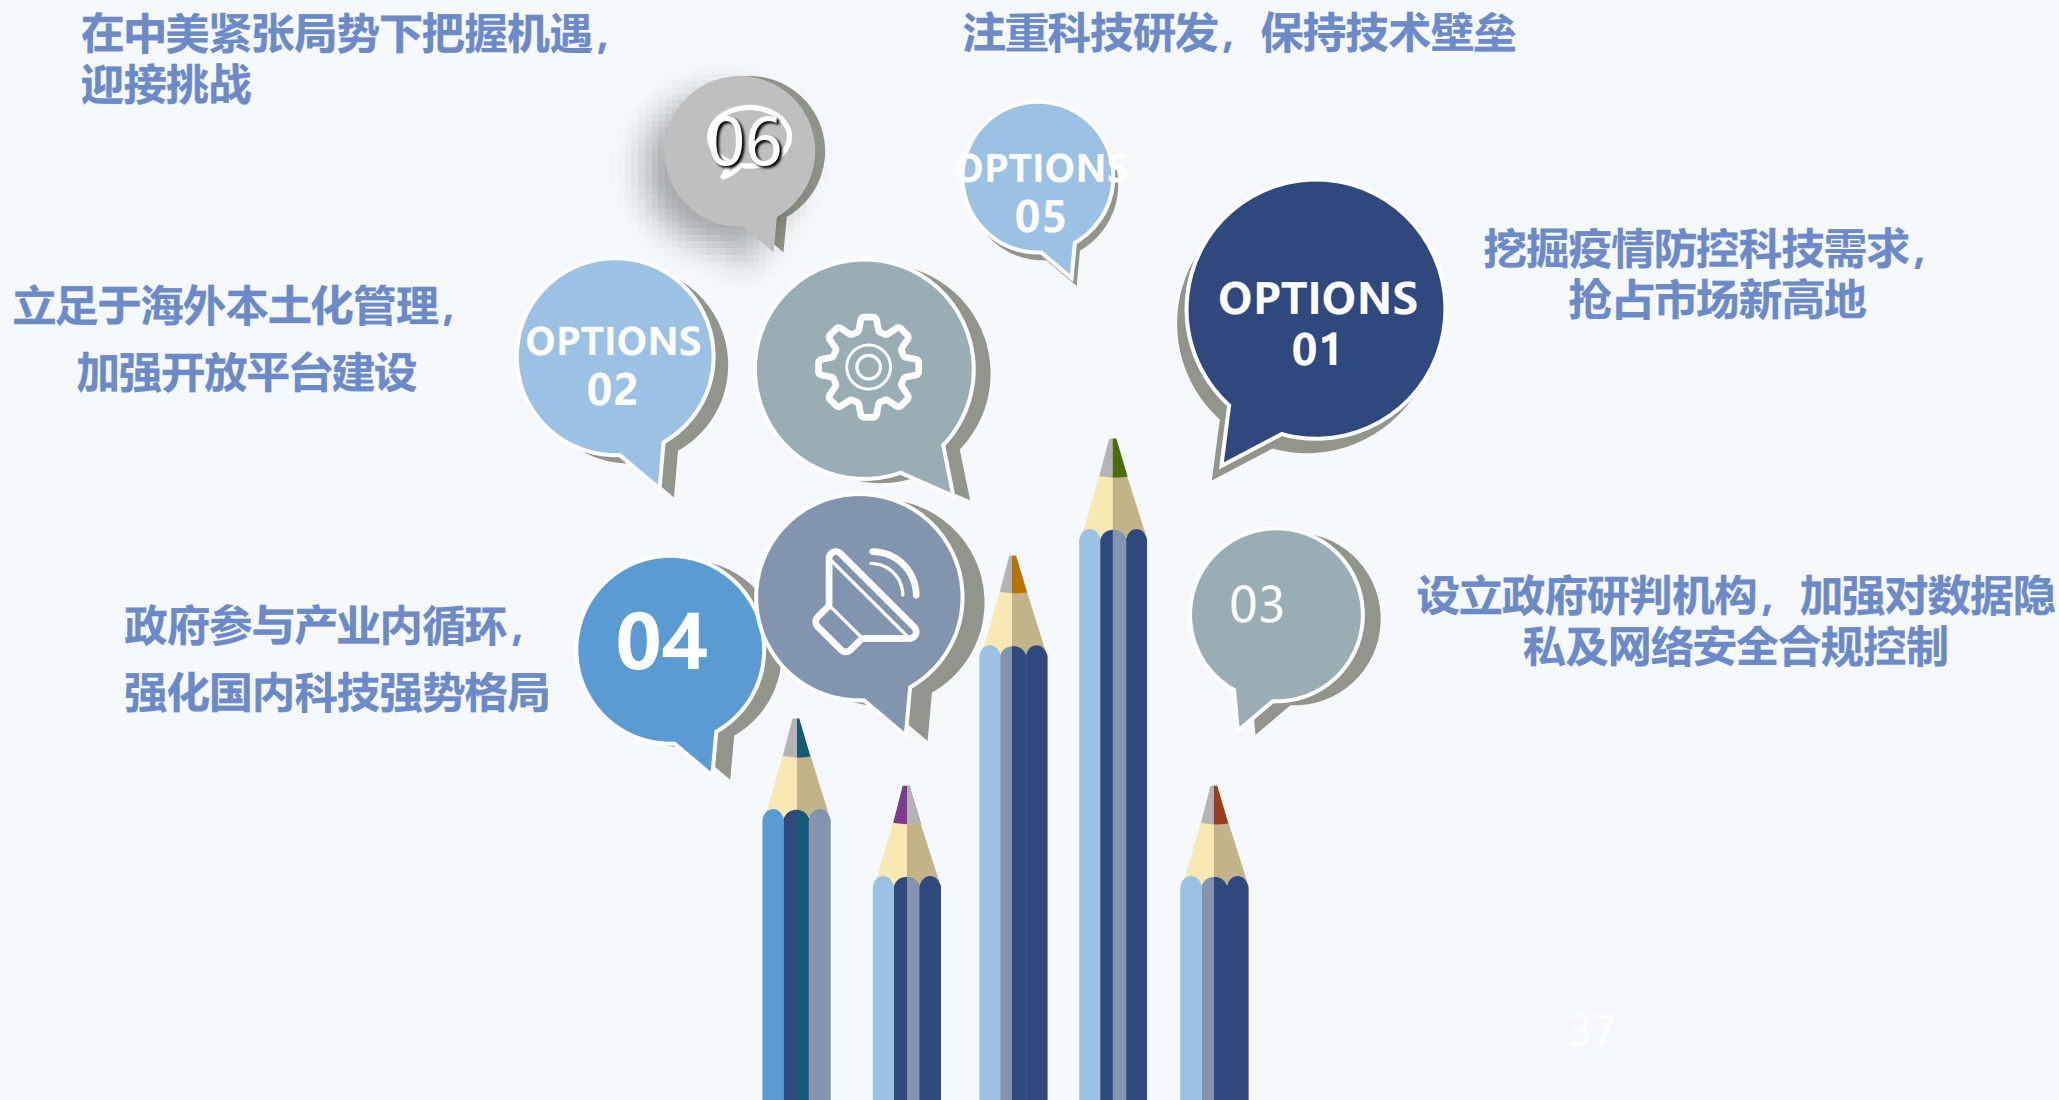 在中美紧张局势下把握机遇，
迎接挑战
06
注重科技研发，保持技术壁垒
OPTIONS
05
OPTIONS
01
挖掘疫情防控科技需求，
抢占市场新高地
立足于海外本土化管理，
加强开放平台建设
OPTIONS
02
政府参与产业内循环，
强化国内科技强势格局
04
03
设立政府研判机构，加强对数据隐
私及网络安全合规控制
37